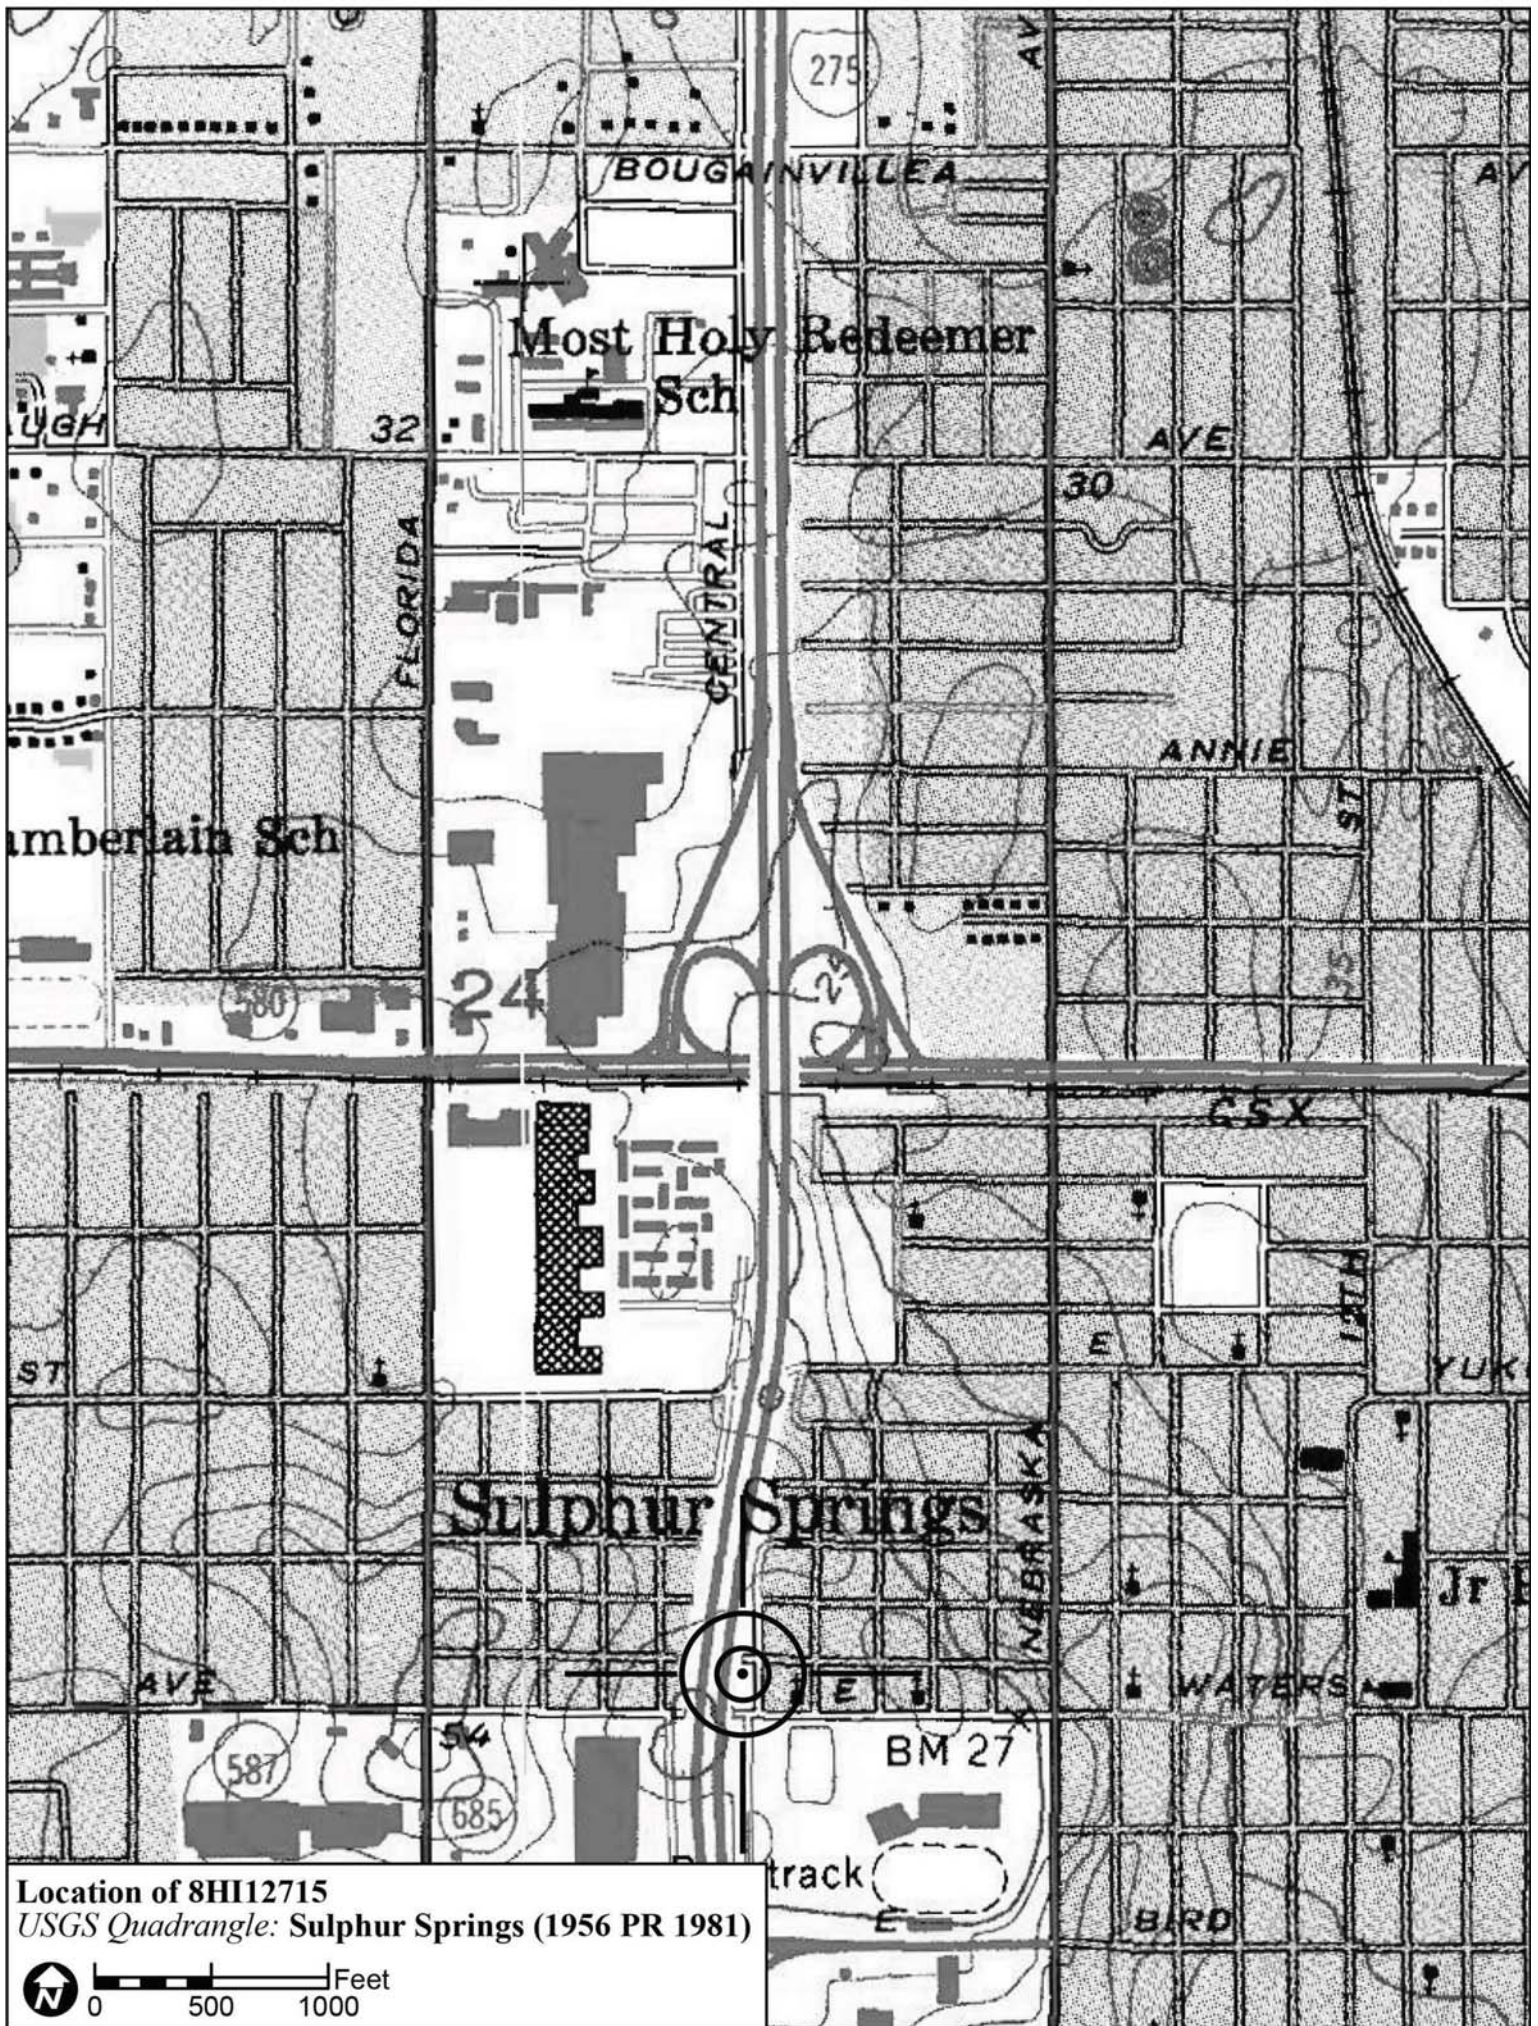 275
AV
BOUGAINVILLEA
AV
Most Holy Redeemer
Sch
32
AVE
30
FLORIDA
CENTRAL
ANNIE
ST
amberlain Sch
24
25
35
580
CSX
12TH
E
ST
YUK
NEBRASKA
Sulphur Springs
Jr
AVE
E
WATERS
54
BM 27
587
685
track
E
BIRD
Location of 8HI12715
USGS Quadrangle: Sulphur Springs (1956 PR 1981)
N
Feet
0 500 1000